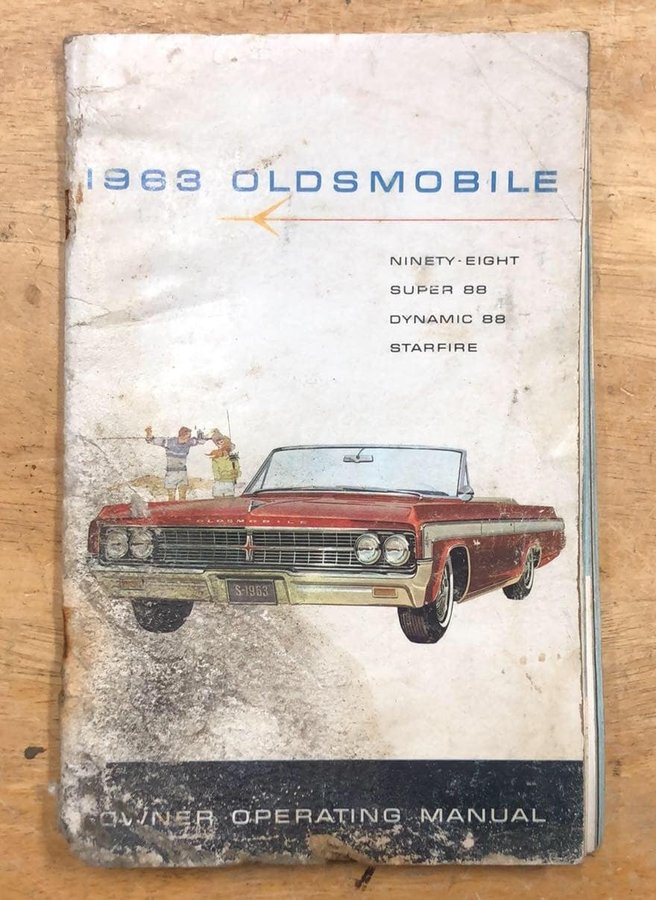 1963 OLDSMOBILE
NINETY-EIGHT
SUPER 88
DYNAMIC 88
STARFIRE
OLDSMOBILE
S-1963
OWNER OPERATING MANUAL